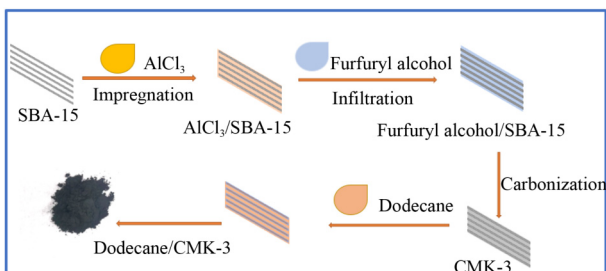 AlCl₃
Furfuryl alcohol
Impregnation
Infiltration
SBA-15
AlCl₃/SBA-15
Furfuryl alcohol/SBA-15
Carbonization
Dodecane
Dodecane/CMK-3
CMK-3